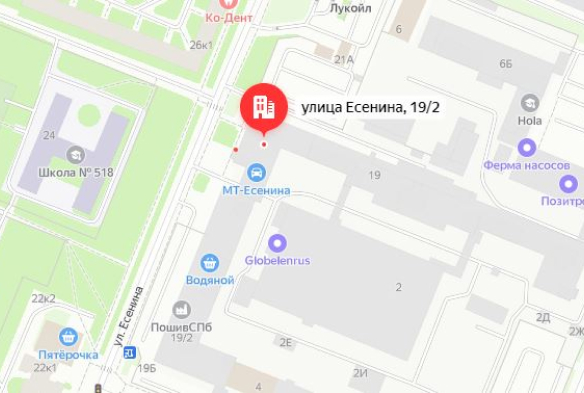 Лукойл
Ко-Дент
26к1
6
21А
6Б
улица Есенина, 19/2
Hola
24
Школа № 518
Ферма насосов
19
МТ-Есенина
Позитро
Globelenrus
Водяной
2
22к2
ул. Есенина
ПошивСПб
19/2
2Д
2Ж
2Е
Пятёрочка
22к1
19Б
2И
4